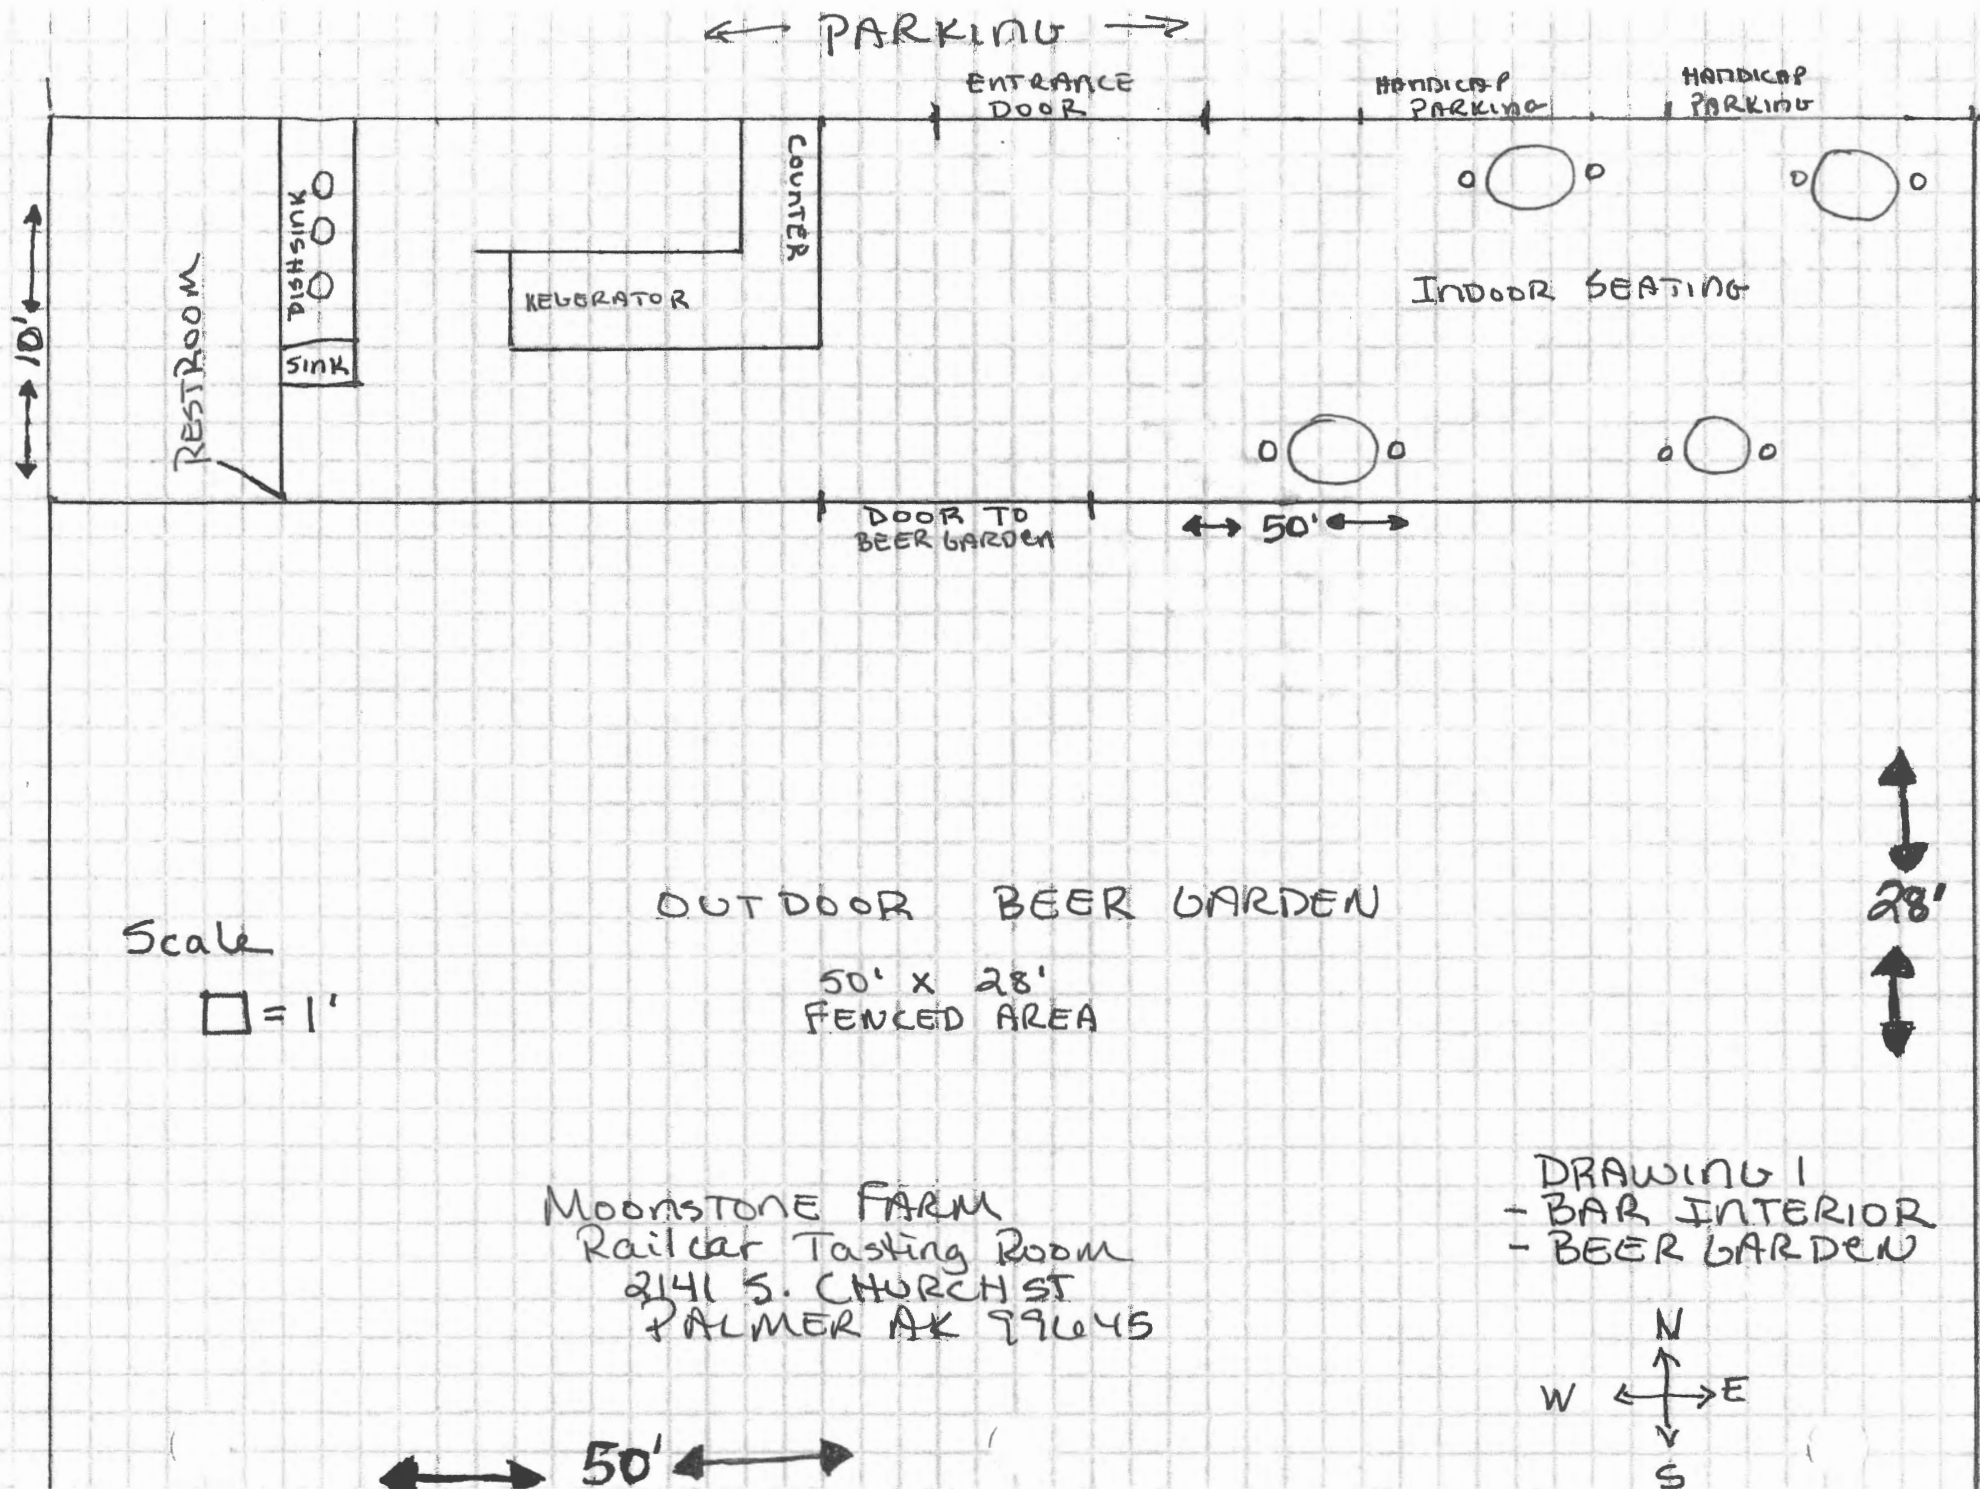 PARKING
ENTRANCE
DOOR
HANDICAP
PARKING
HANDICAP
PARKING
COUNTER
DISHSINK
SINK
KEGERATOR
RESTROOM
10'
INDOOR SEATING
DOOR TO
BEER GARDEN
50'
OUTDOOR BEER GARDEN
28'
50' x 28'
FENCED AREA
Scale
= 1'
MOONSTONE FARM
Railcar Tasting Room
2141 S. CHURCH ST
PALMER AK 99645
DRAWING 1
- BAR INTERIOR
- BEER GARDEN
N
W E
S
50'